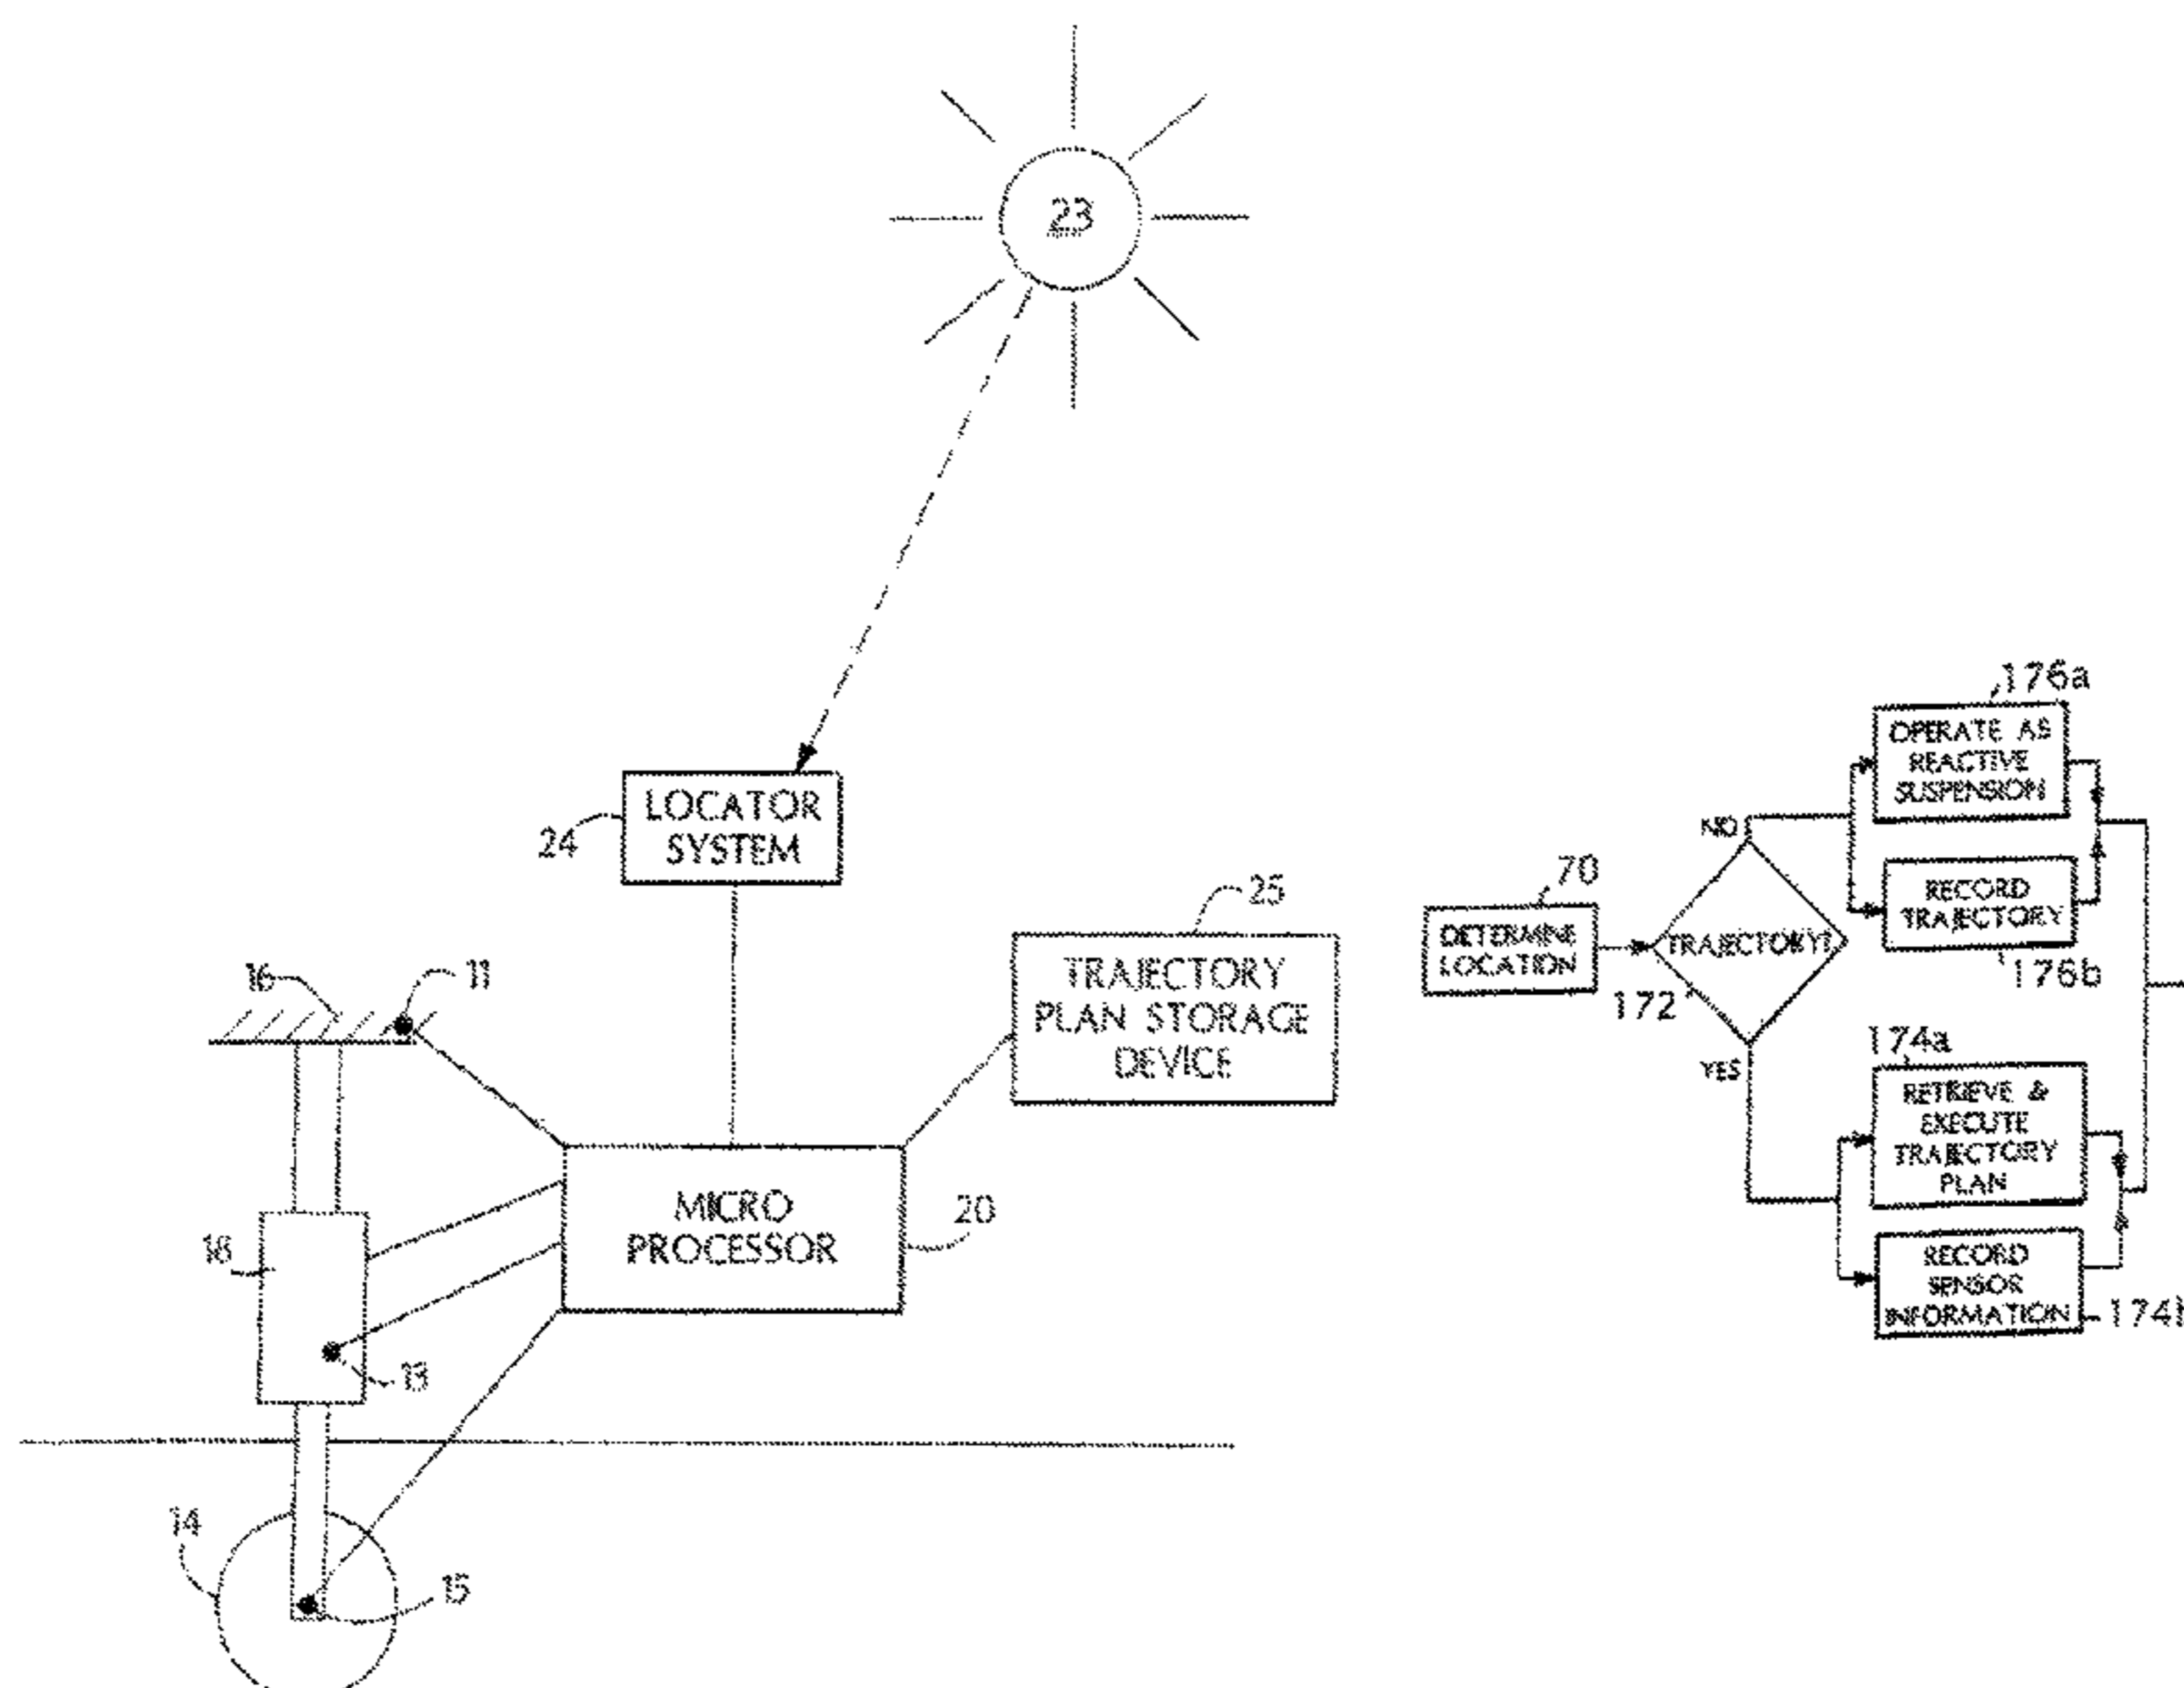 23
LOCATOR
SYSTEM
24
25
TRAJECTORY
PLAN STORAGE
DEVICE
16
11
MICRO
PROCESSOR
20
18
13
14
15
176a
OPERATE AS
REACTIVE
SUSPENSION
NO
RECORD
TRAJECTORY
176b
70
DETERMINE
LOCATION
TRAJECTORY?
172
YES
174a
RETRIEVE &
EXECUTE
TRAJECTORY
PLAN
RECORD
SENSOR
INFORMATION